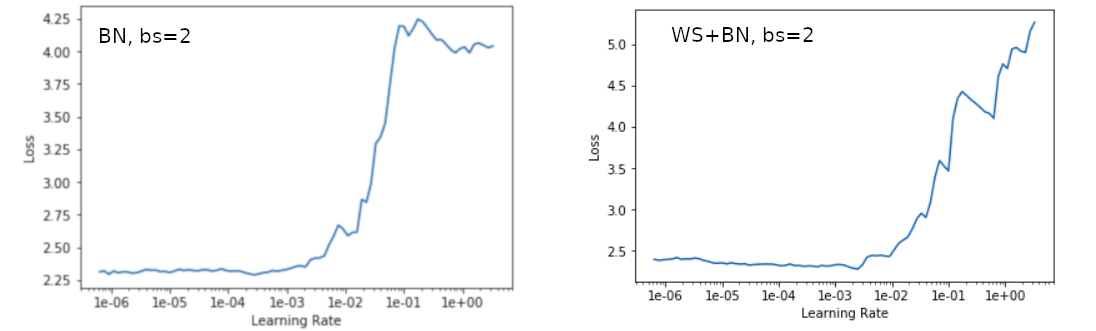 BN, bs=2
4.25
4.00
3.75
3.50
3.25
3.00
2.75
2.50
2.25
Loss
1e-06 1e-05 1e-04 1e-03 1e-02 1e-01 1e+00
Learning Rate
WS+BN, bs=2
5.0
4.5
4.0
3.5
3.0
2.5
Loss
1e-06 1e-05 1e-04 1e-03 1e-02 1e-01 1e+00
Learning Rate